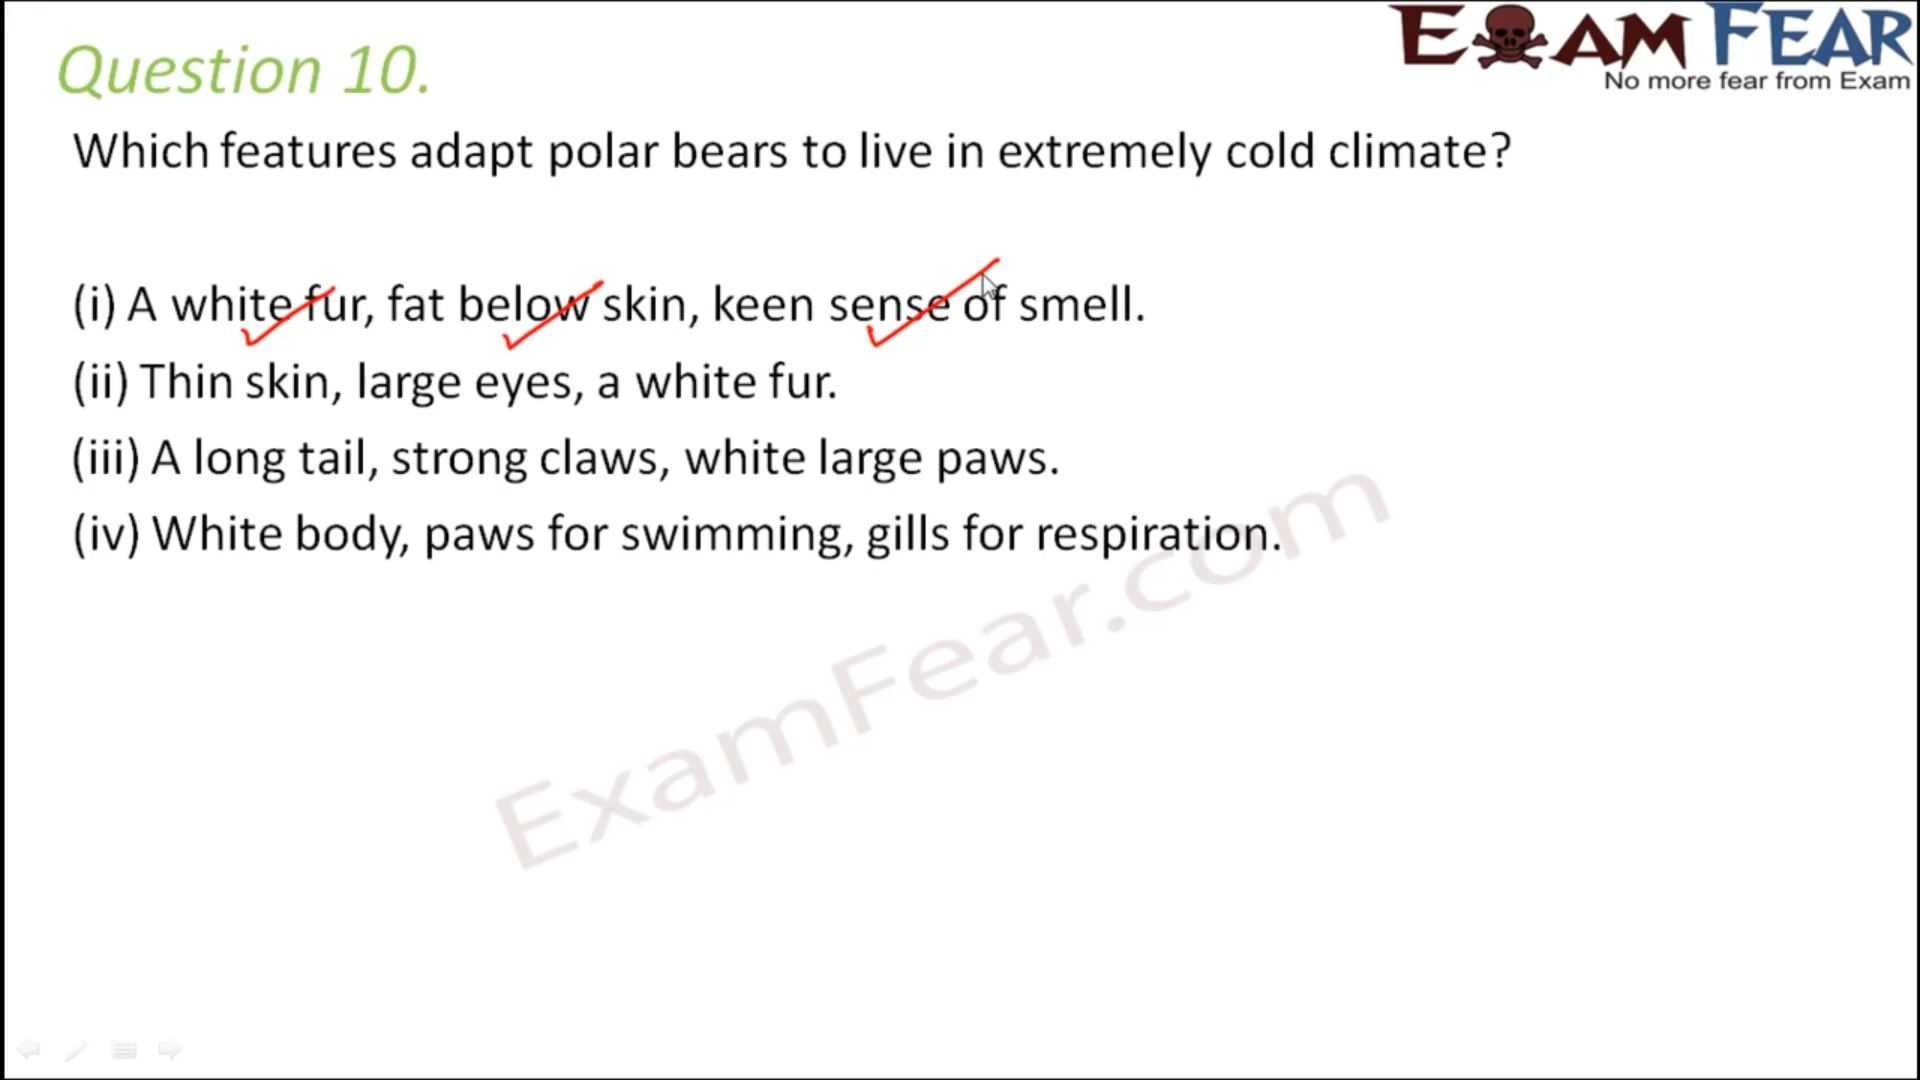 EXAM FEAR
No more fear from Exam
Question 10.
Which features adapt polar bears to live in extremely cold climate?
(i) A white fur, fat below skin, keen sense of smell.
(ii) Thin skin, large eyes, a white fur.
(iii) A long tail, strong claws, white large paws.
(iv) White body, paws for swimming, gills for respiration.
ExamFear.com